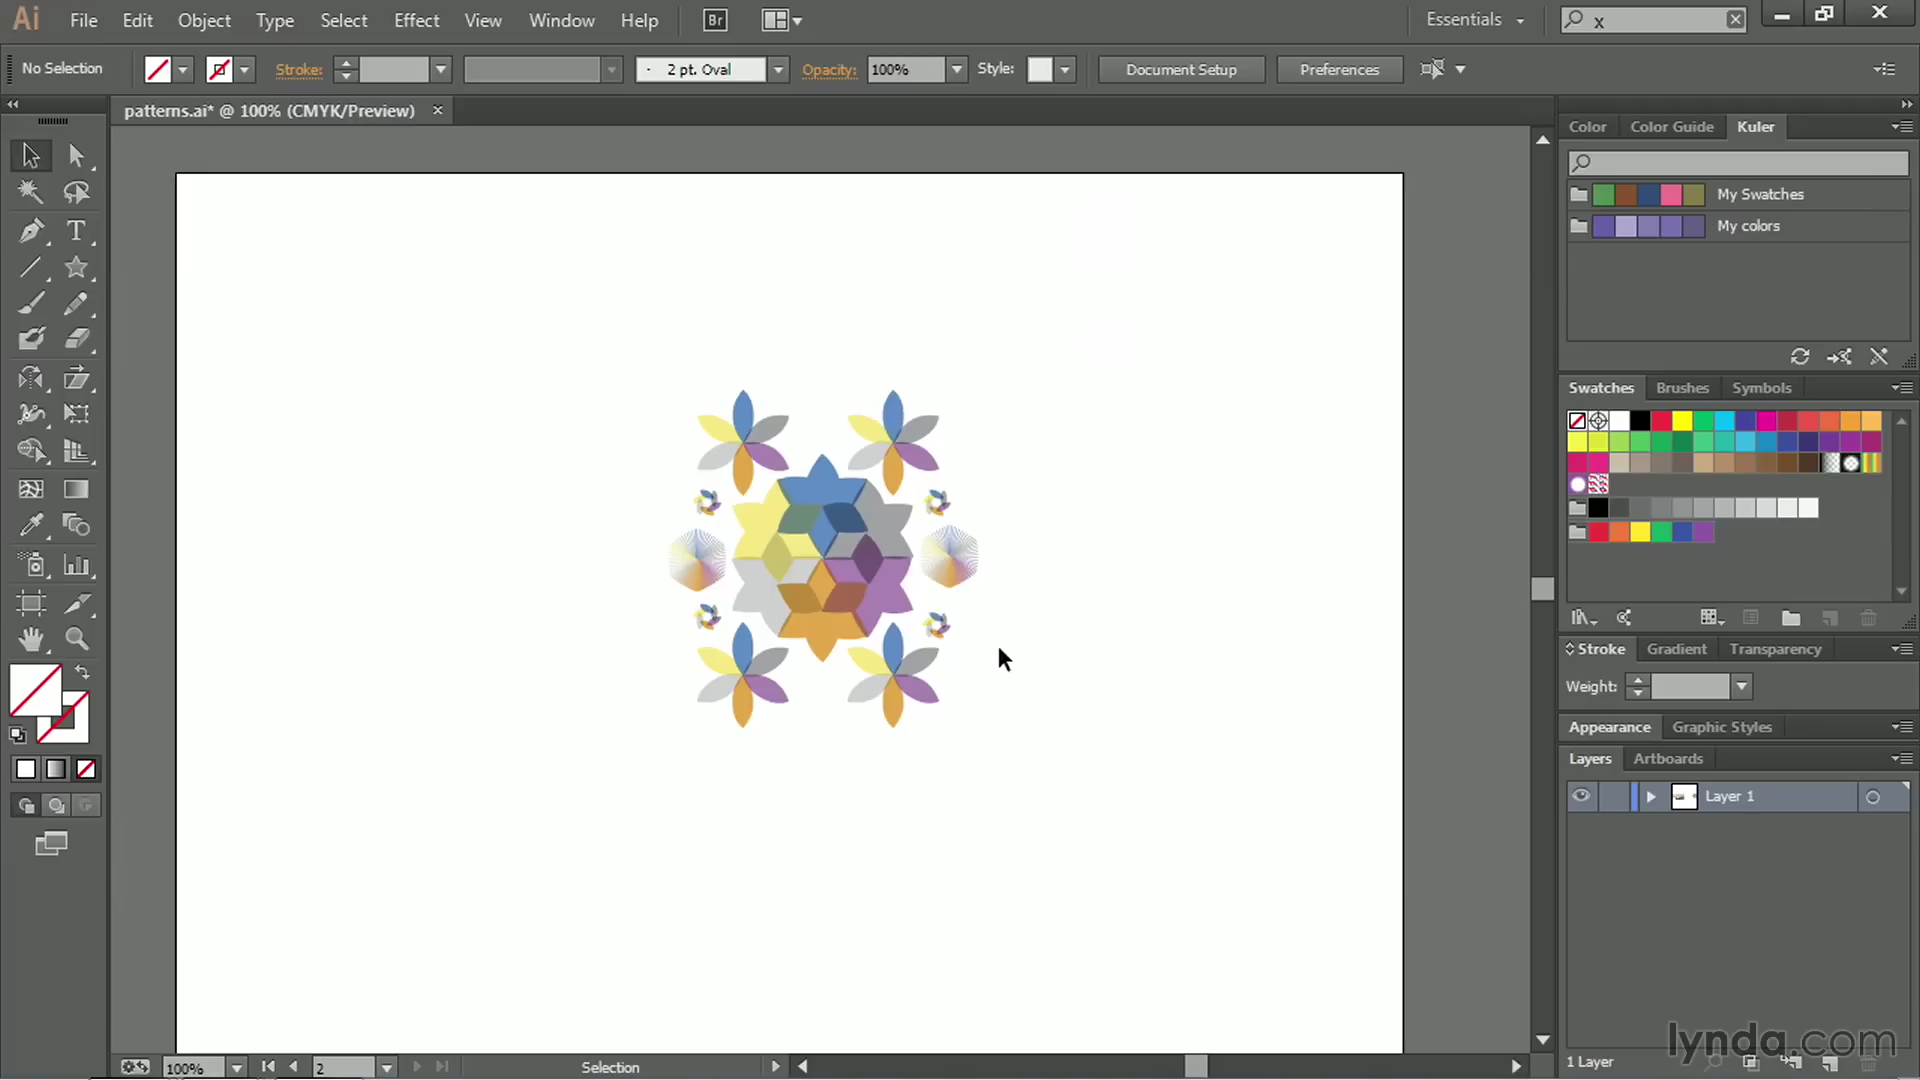 Ai File Edit Object Type Select Effect View Window Help Br Essentials x
No Selection Stroke: 2 pt. Oval Opacity: 100% Style: Document Setup Preferences
patterns.ai* @ 100% (CMYK/Preview)
Color Color Guide Kuler
My Swatches
My colors
Swatches Brushes Symbols
Stroke Gradient Transparency
Weight:
Appearance Graphic Styles
Layers Artboards
Layer 1
lynda.com
1 Layer
100% 2 Selection